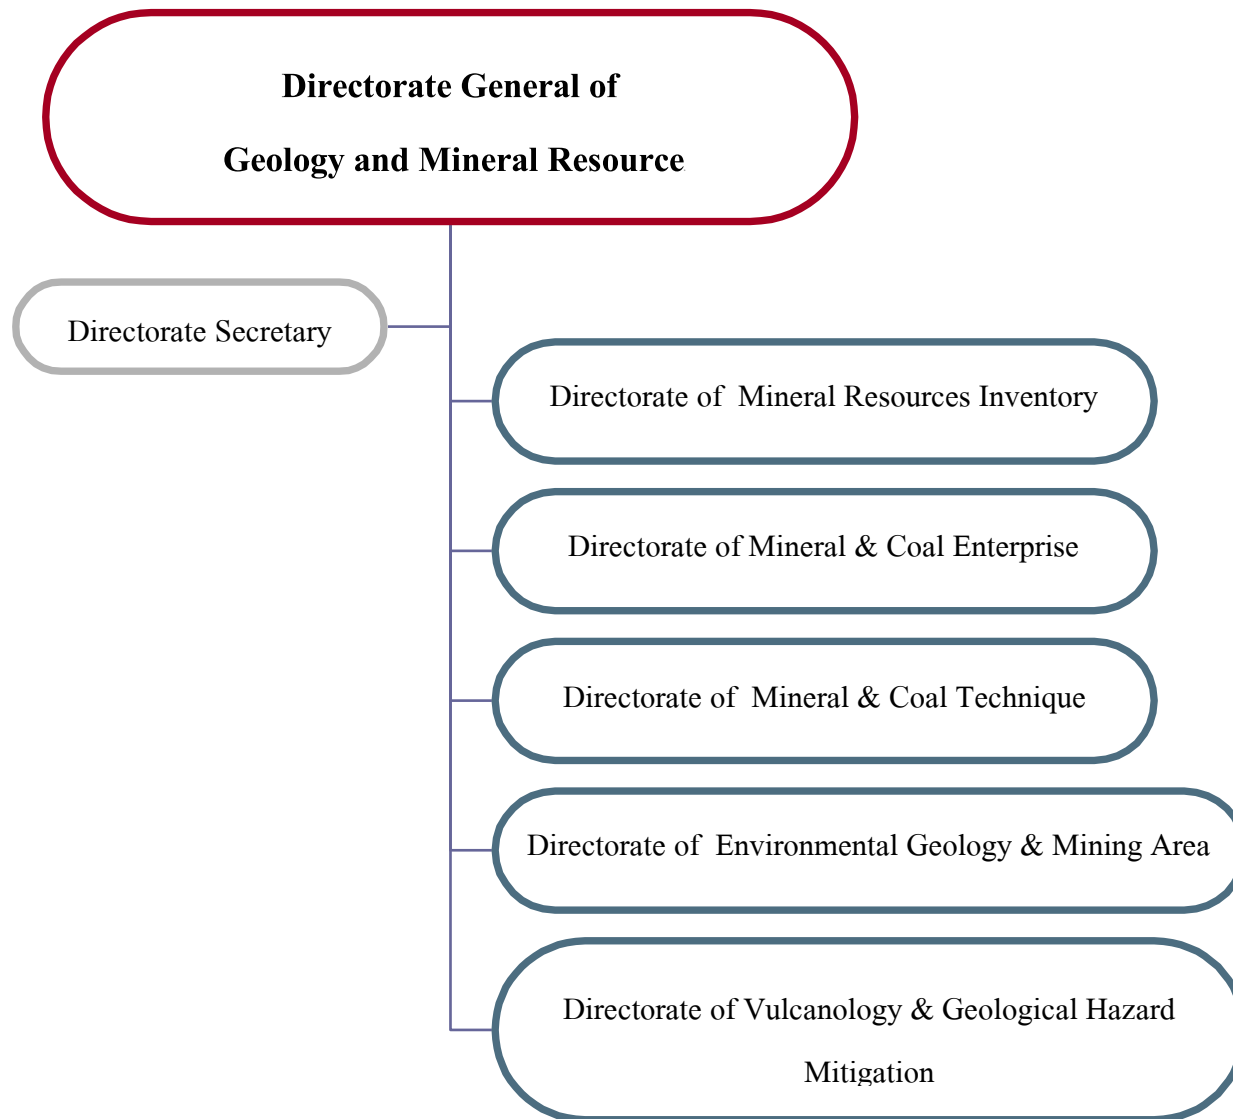 Directorate General of
Geology and Mineral Resource
Directorate Secretary
Directorate of Mineral Resources Inventory
Directorate of Mineral & Coal Enterprise
Directorate of Mineral & Coal Technique
Directorate of Environmental Geology & Mining Area
Directorate of Vulcanology & Geological Hazard
Mitigation